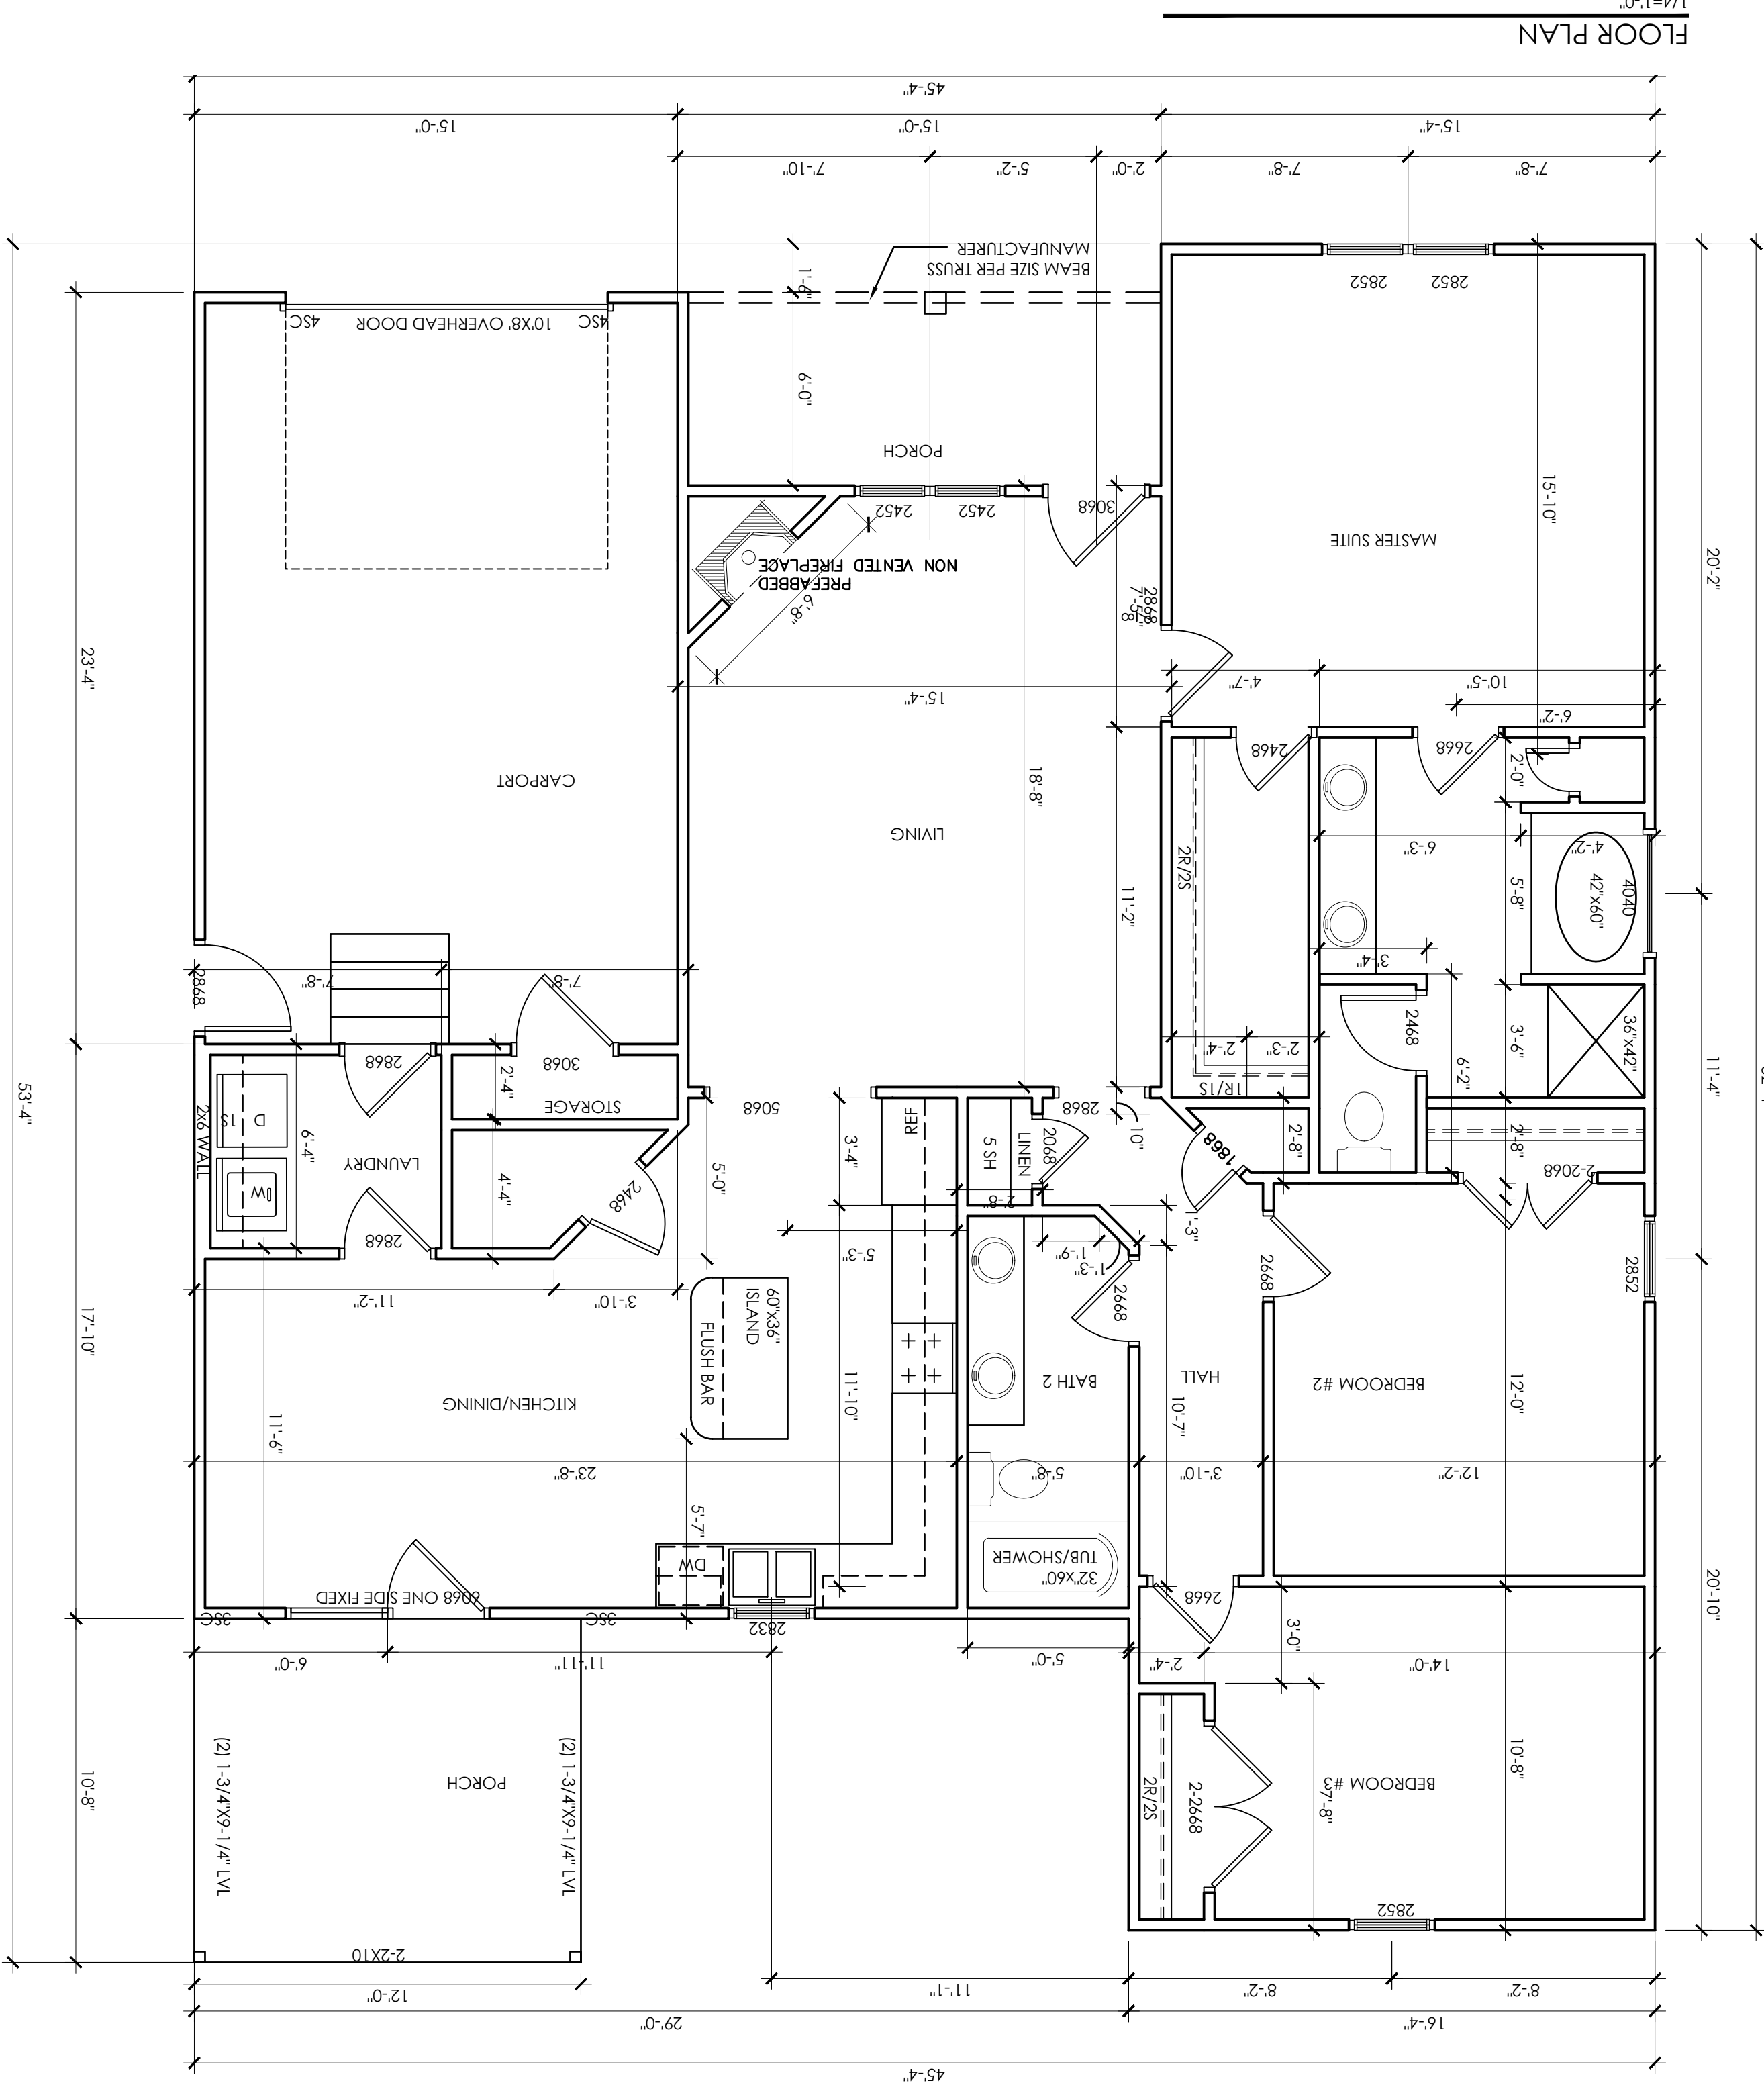 45'-4"
16'-4"
29'-0"
8'-2"
8'-2"
11'-1"
12'-0"
2-2X10
2852
BEDROOM #3
7'-8"
10'-8"
2-2668
2R/2S
PORCH
(2) 1-3/4"X9-1/4" LVL
(2) 1-3/4"X9-1/4" LVL
10'-8"
14'-0"
2'-4"
5'-0"
11'-11"
6'-0"
3'-0"
2832
3SC
3SC
6068 ONE SIDE FIXED
2668
20'-10"
32"x60"
TUB/SHOWER
DW
5'-7"
12'-2"
3'-10"
5'-8"
23'-8"
11'-6"
BEDROOM #2
12'-0"
HALL
10'-7"
BATH 2
11'-10"
60"x36"
ISLAND
FLUSH BAR
KITCHEN/DINING
17'-10"
2852
2668
2668
1'-3"
1'-9"
1'-3"
5'-3"
3'-10"
11'-2"
2868
2'-8"
2-2068
2'-8"
2'-8"
1868
2068
LINEN
5 SH
3'-4"
REF
5'-0"
2468
4'-4"
LAUNDRY
6'-4"
W
D
1S
2x6 WALL
10"
2868
5068
STORAGE
2'-4"
3068
2868
53'-4"
11'-4"
36"x42"
3'-6"
6'-2"
2468
1R/1S
2'-3"
2'-4"
3'-4"
7'-8"
7'-8"
2868
4040
42"x60"
5'-8"
4'-2"
6'-3"
2R/2S
11'-2"
LIVING
18'-8"
CARPORT
2'-0"
2668
2468
6'-2"
10'-5"
4'-7"
15'-4"
23'-4"
20'-2"
MASTER SUITE
15'-10"
2868
6'-8"
PREFABBED
NON VENTED FIREPLACE
3068
2452
2452
PORCH
6'-0"
4SC
10'X8' OVERHEAD DOOR
4SC
2852
2852
BEAM SIZE PER TRUSS
MANUFACTURER
1'-6"
7'-8"
7'-8"
2'-0"
5'-2"
7'-10"
15'-4"
15'-0"
15'-0"
45'-4"
FLOOR PLAN
1/4=1'-0"